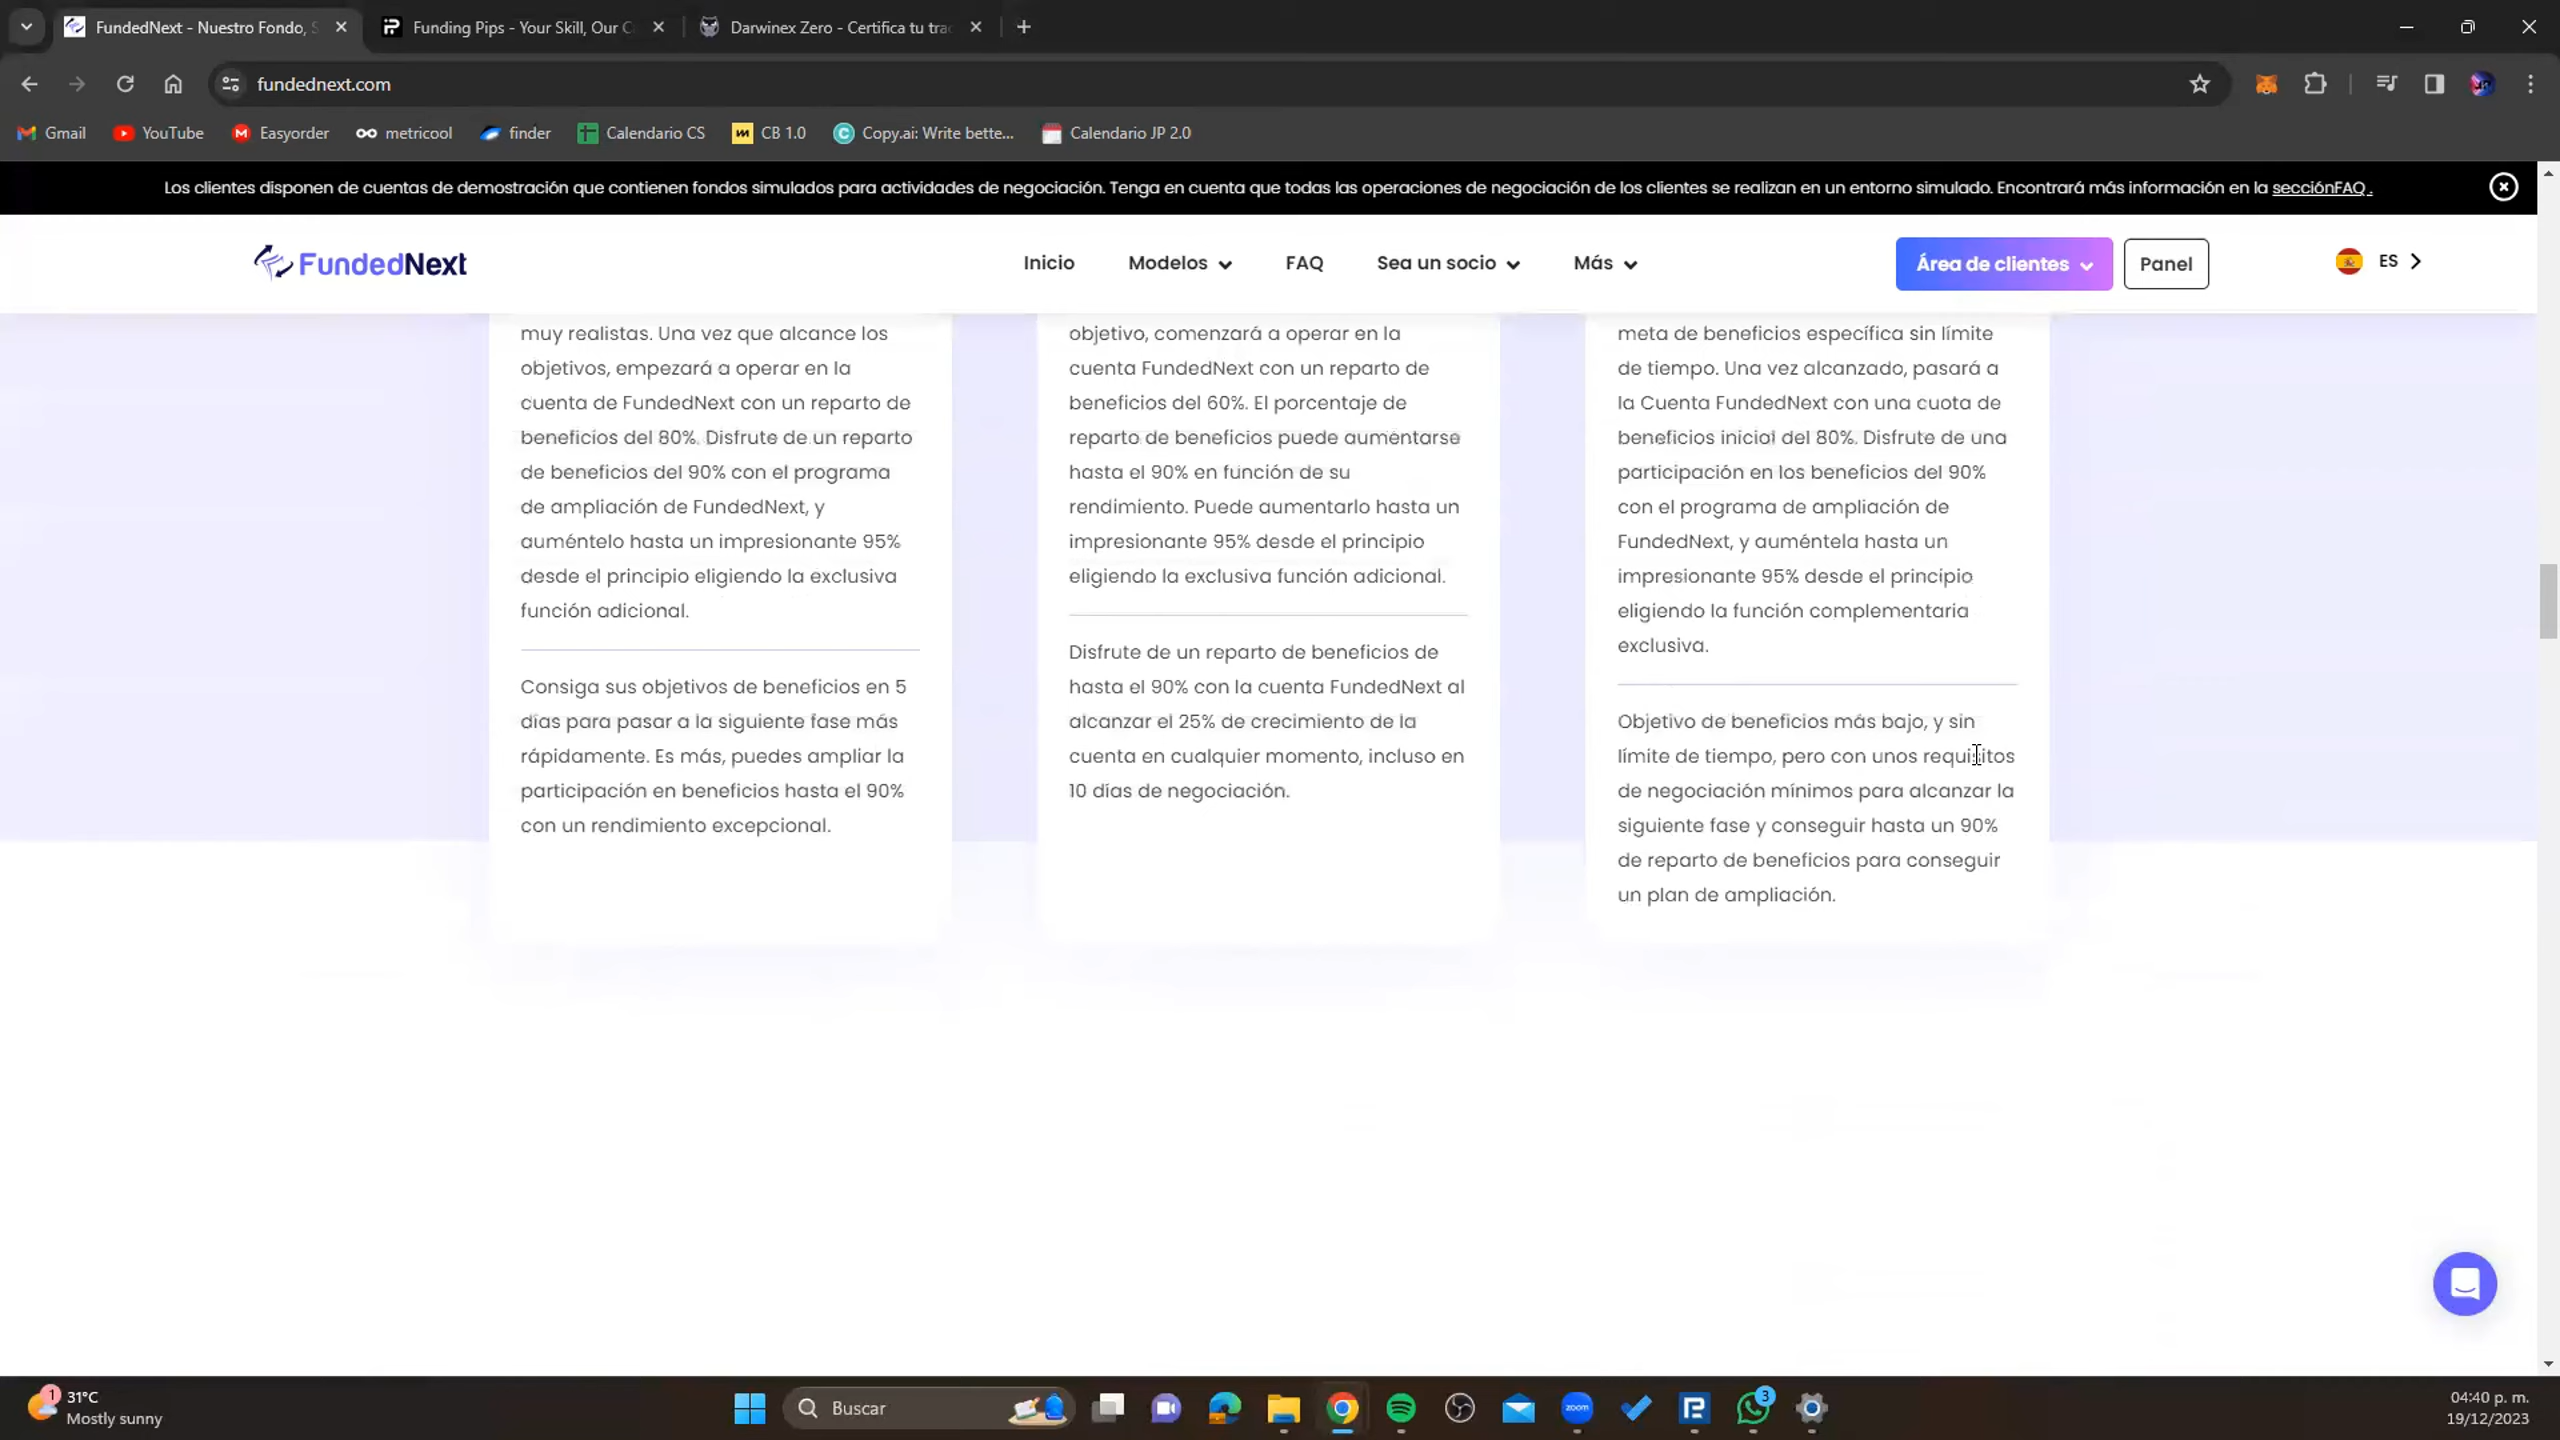 FundedNext - Nuestro Fondo, S
Funding Pips - Your Skill, Our C
Darwinex Zero - Certifica tu trad
fundednext.com
Gmail
YouTube
Easyorder
metricool
finder
Calendario CS
CB 1.0
Copy.ai: Write bette...
Calendario JP 2.0
Los clientes disponen de cuentas de demostración que contienen fondos simulados para actividades de negociación. Tenga en cuenta que todas las operaciones de negociación de los clientes se realizan en un entorno simulado. Encontrará más información en la secciónFAQ .
FundedNext
Inicio
Modelos
FAQ
Sea un socio
Más
Área de clientes
Panel
ES
muy realistas. Una vez que alcance los
objetivos, empezará a operar en la
cuenta de FundedNext con un reparto de
beneficios del 80%. Disfrute de un reparto
de beneficios del 90% con el programa
de ampliación de FundedNext, y
auméntelo hasta un impresionante 95%
desde el principio eligiendo la exclusiva
función adicional.
Consiga sus objetivos de beneficios en 5
días para pasar a la siguiente fase más
rápidamente. Es más, puedes ampliar la
participación en beneficios hasta el 90%
con un rendimiento excepcional.
objetivo, comenzará a operar en la
cuenta FundedNext con un reparto de
beneficios del 60%. El porcentaje de
reparto de beneficios puede aumentarse
hasta el 90% en función de su
rendimiento. Puede aumentarlo hasta un
impresionante 95% desde el principio
eligiendo la exclusiva función adicional.
Disfrute de un reparto de beneficios de
hasta el 90% con la cuenta FundedNext al
alcanzar el 25% de crecimiento de la
cuenta en cualquier momento, incluso en
10 días de negociación.
meta de beneficios específica sin límite
de tiempo. Una vez alcanzado, pasará a
la Cuenta FundedNext con una cuota de
beneficios inicial del 80%. Disfrute de una
participación en los beneficios del 90%
con el programa de ampliación de
FundedNext, y auméntela hasta un
impresionante 95% desde el principio
eligiendo la función complementaria
exclusiva.
Objetivo de beneficios más bajo, y sin
límite de tiempo, pero con unos requisitos
de negociación mínimos para alcanzar la
siguiente fase y conseguir hasta un 90%
de reparto de beneficios para conseguir
un plan de ampliación.
1
31°C
Mostly sunny
Buscar
zoom
3
04:40 p. m.
19/12/2023